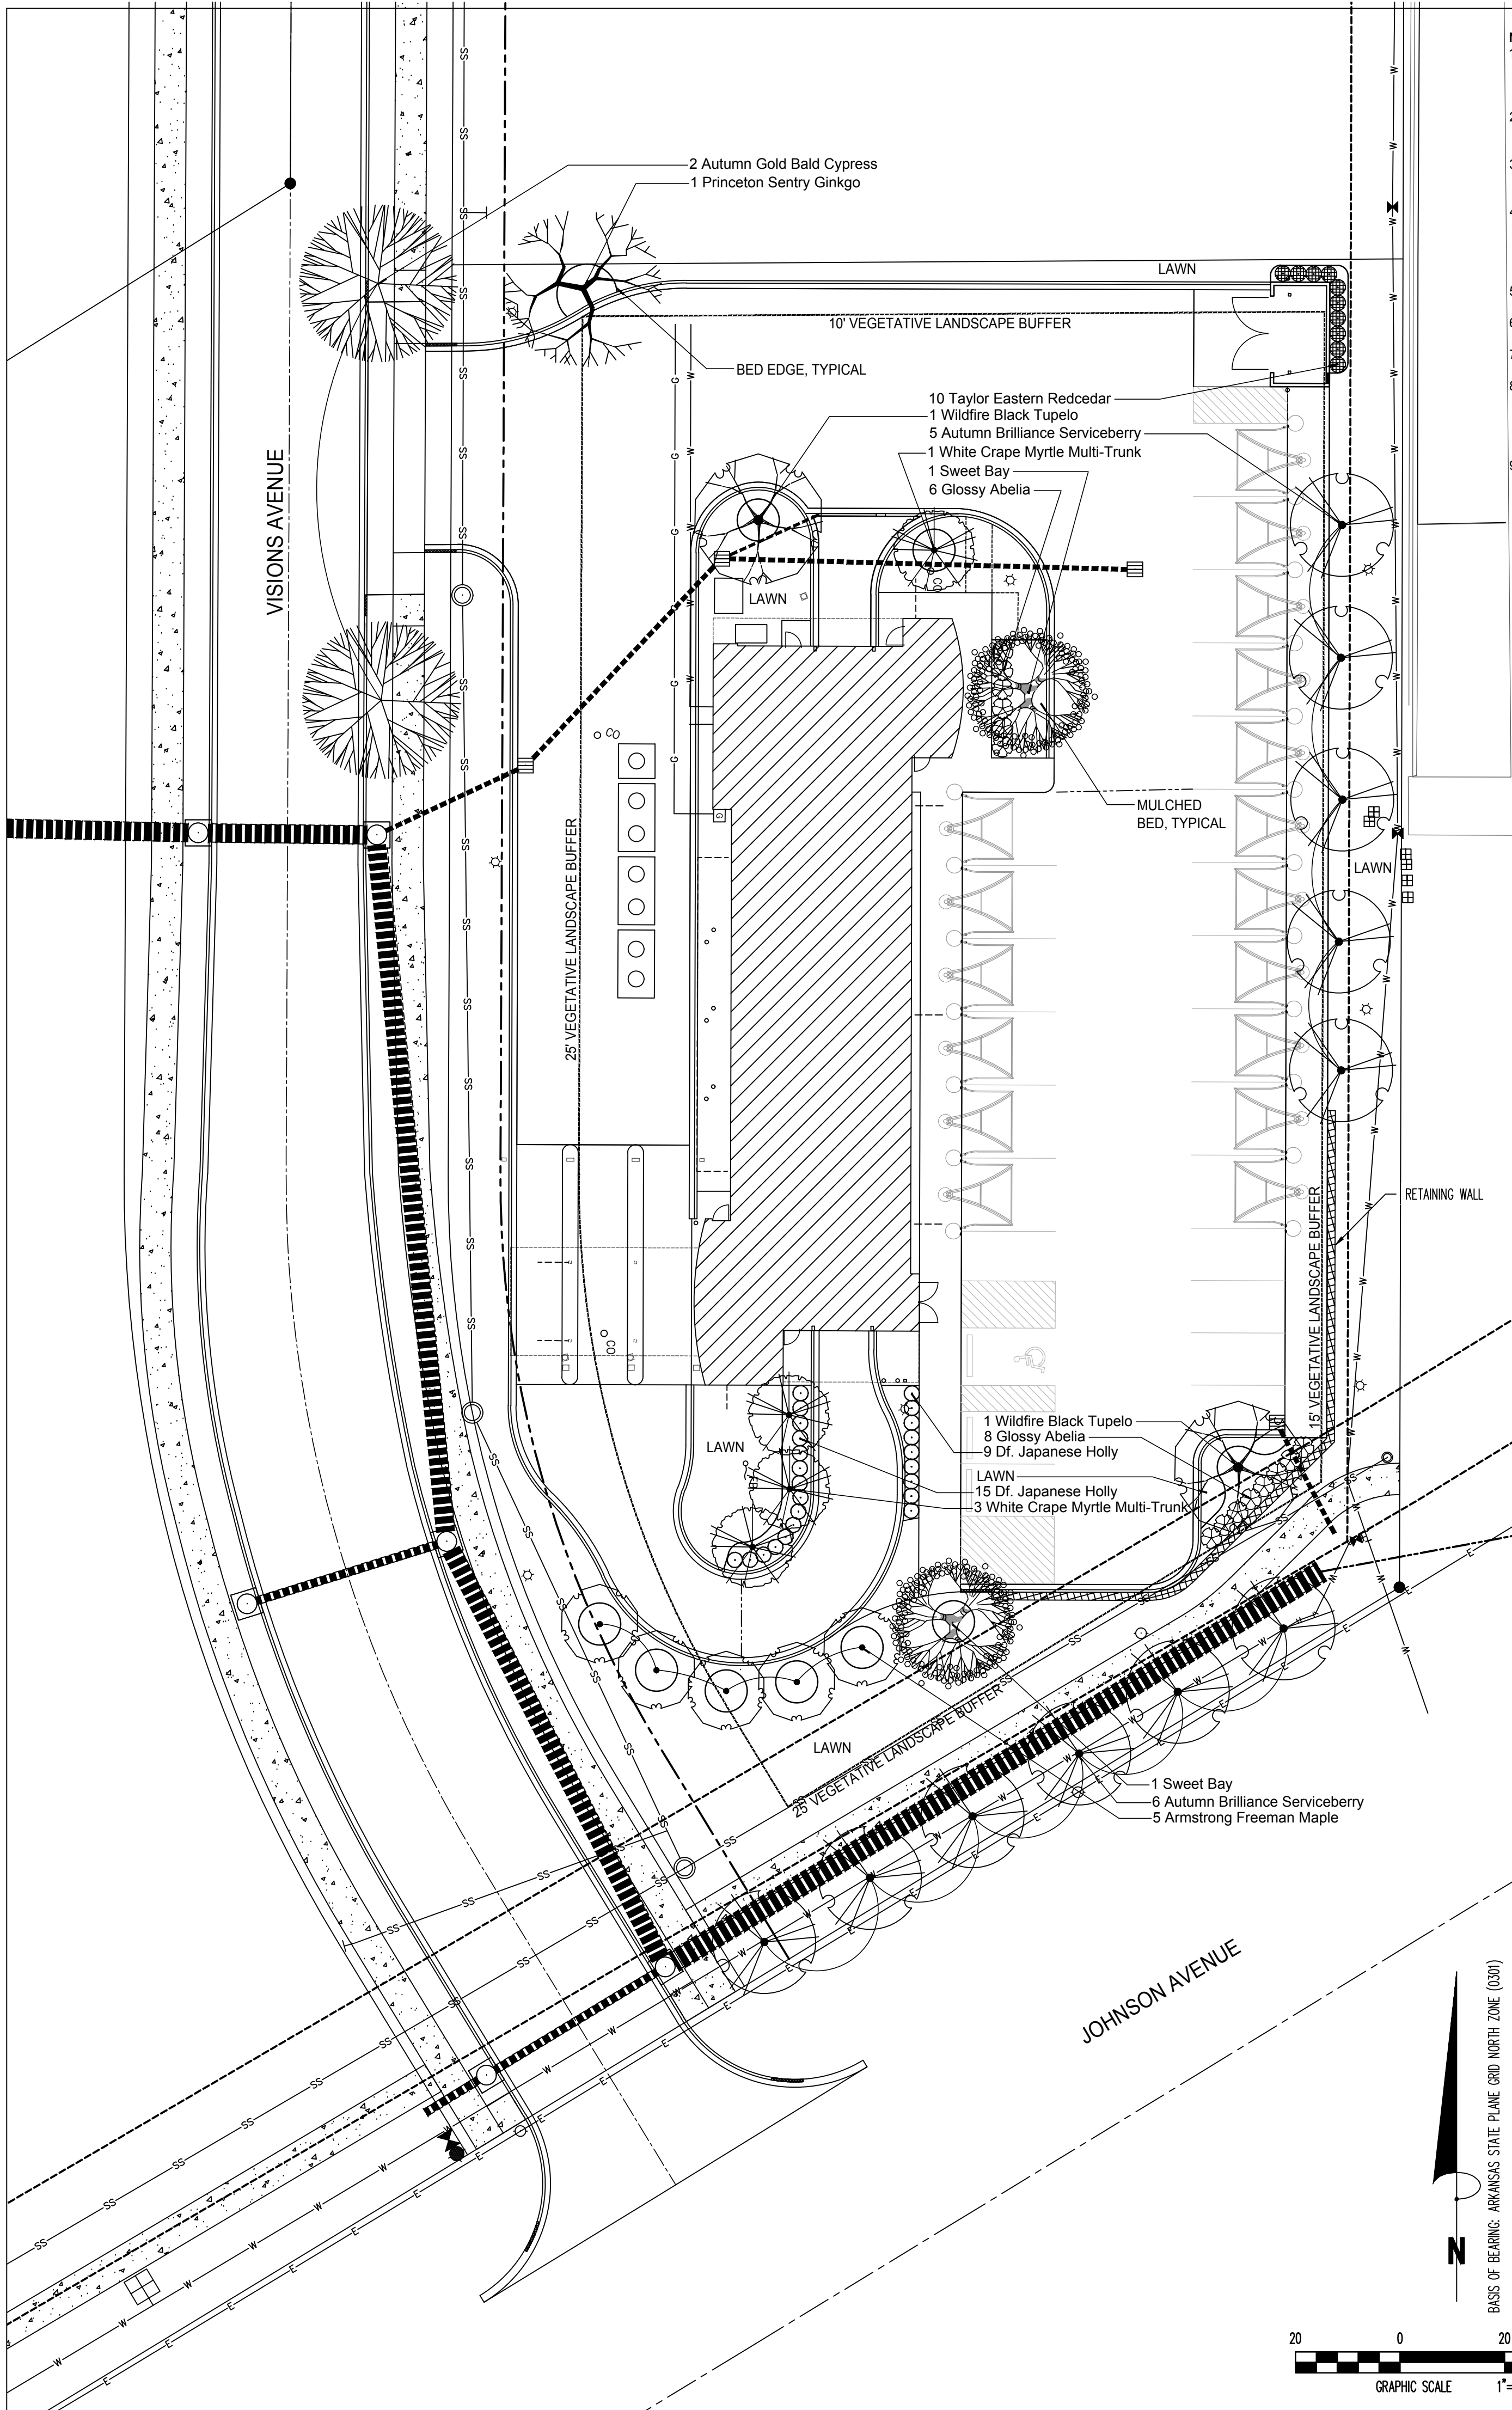 2 Autumn Gold Bald Cypress
1 Princeton Sentry Ginkgo
LAWN
10' VEGETATIVE LANDSCAPE BUFFER
BED EDGE, TYPICAL
10 Taylor Eastern Redcedar
1 Wildfire Black Tupelo
5 Autumn Brilliance Serviceberry
1 White Crape Myrtle Multi-Trunk
1 Sweet Bay
6 Glossy Abelia
VISIONS AVENUE
LAWN
CO
MULCHED
BED, TYPICAL
LAWN
25' VEGETATIVE LANDSCAPE BUFFER
RETAINING WALL
15' VEGETATIVE LANDSCAPE BUFFER
CO
1 Wildfire Black Tupelo
8 Glossy Abelia
9 Df. Japanese Holly
LAWN
LAWN
15 Df. Japanese Holly
3 White Crape Myrtle Multi-Trunk
LAWN
25' VEGETATIVE LANDSCAPE BUFFER
1 Sweet Bay
6 Autumn Brilliance Serviceberry
5 Armstrong Freeman Maple
JOHNSON AVENUE
BASIS OF BEARING: ARKANSAS STATE PLANE GRID NORTH ZONE (0301)
N
20 0 20
GRAPHIC SCALE 1"=